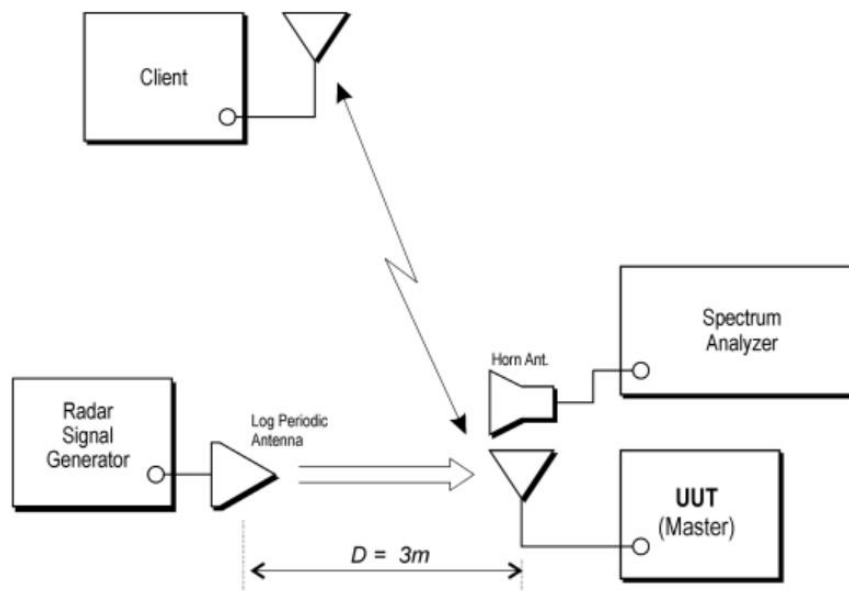 Client
Spectrum
Analyzer
Horn Ant.
Radar
Signal
Generator
Log Periodic
Antenna
UUT
(Master)
D = 3m